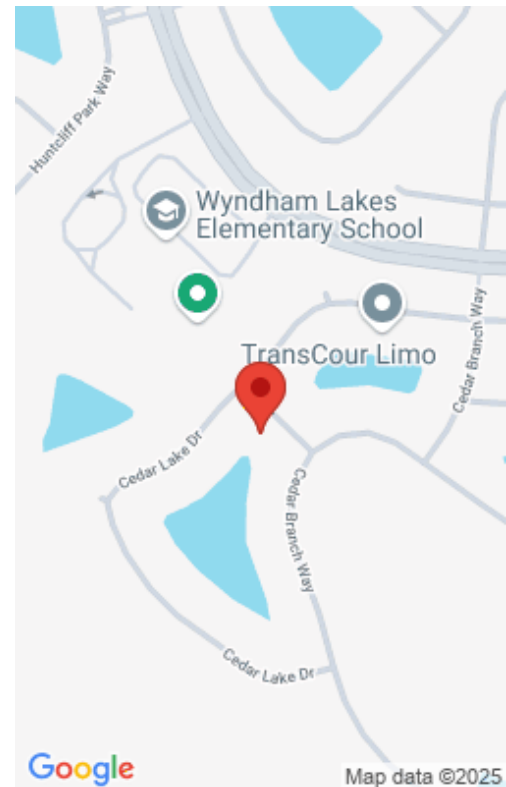 Huntcliff Park Way
Wyndham Lakes
Elementary School
TransCour Limo
Cedar Branch Way
Cedar Lake Dr
Cedar Branch Way
Cedar Lake Dr
Google
Map data ©2025